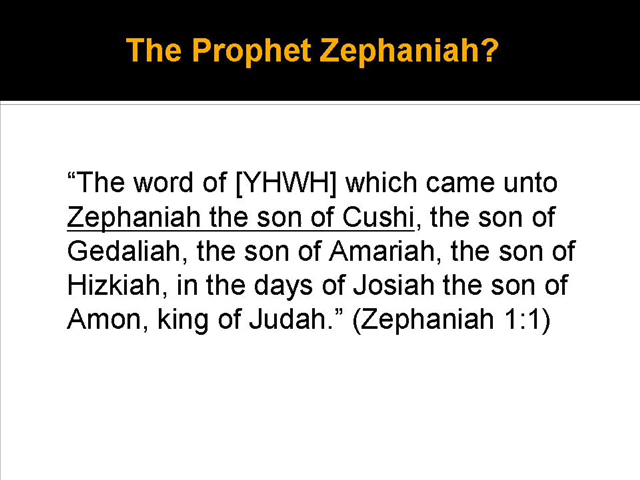 The Prophet Zephaniah?
“The word of [YHWH] which came unto
Zephaniah the son of Cushi, the son of
Gedaliah, the son of Amariah, the son of
Hizkiah, in the days of Josiah the son of
Amon, king of Judah.” (Zephaniah 1:1)